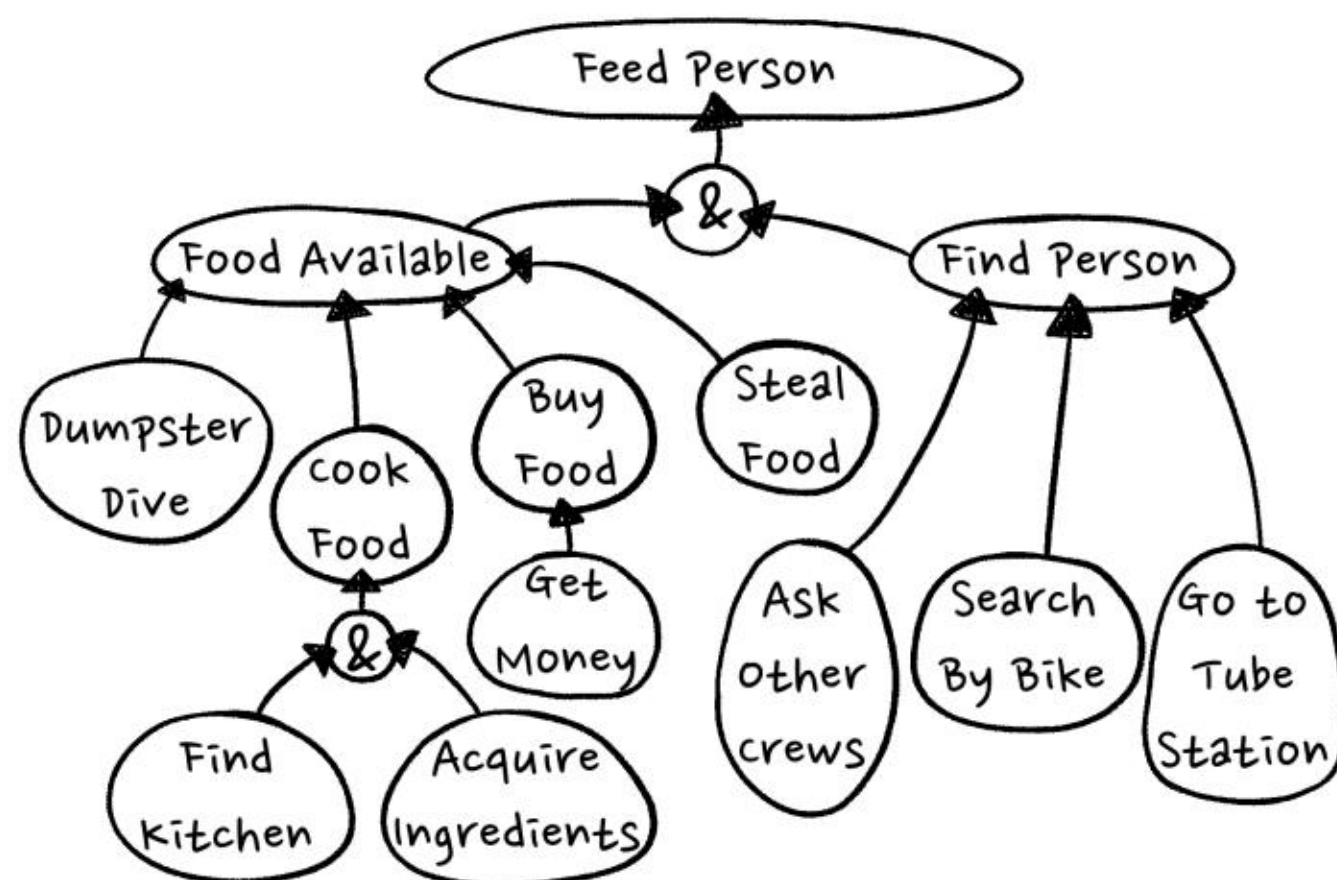 Feed Person
&
Food Available
Find Person
Dumpster
Dive
cook
Food
Buy
Food
Steal
Food
Get
Money
Ask
Other
crews
Search
By Bike
Go to
Tube
Station
&
Find
Kitchen
Acquire
Ingredients